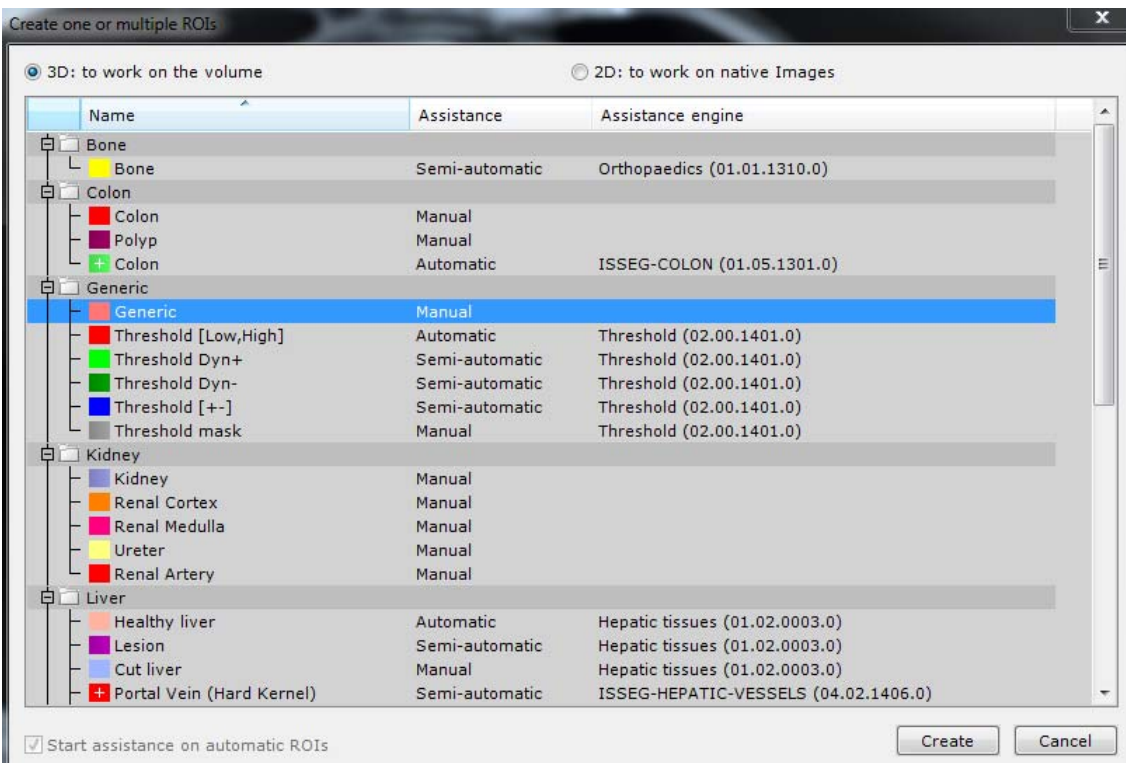 Create one or multiple ROIs
X
3D: to work on the volume 2D: to work on native Images
Name Assistance Assistance engine
Bone
Bone Semi-automatic Orthopaedics (01.01.1310.0)
Colon
Colon Manual
Polyp Manual
Colon Automatic ISSEG-COLON (01.05.1301.0)
Generic
Generic Manual
Threshold [Low,High] Automatic Threshold (02.00.1401.0)
Threshold Dyn+ Semi-automatic Threshold (02.00.1401.0)
Threshold Dyn- Semi-automatic Threshold (02.00.1401.0)
Threshold [+-] Semi-automatic Threshold (02.00.1401.0)
Threshold mask Manual Threshold (02.00.1401.0)
Kidney
Kidney Manual
Renal Cortex Manual
Renal Medulla Manual
Ureter Manual
Renal Artery Manual
Liver
Healthy liver Automatic Hepatic tissues (01.02.0003.0)
Lesion Semi-automatic Hepatic tissues (01.02.0003.0)
Cut liver Manual Hepatic tissues (01.02.0003.0)
Portal Vein (Hard Kernel) Semi-automatic ISSEG-HEPATIC-VESSELS (04.02.1406.0)
Start assistance on automatic ROIs Create Cancel